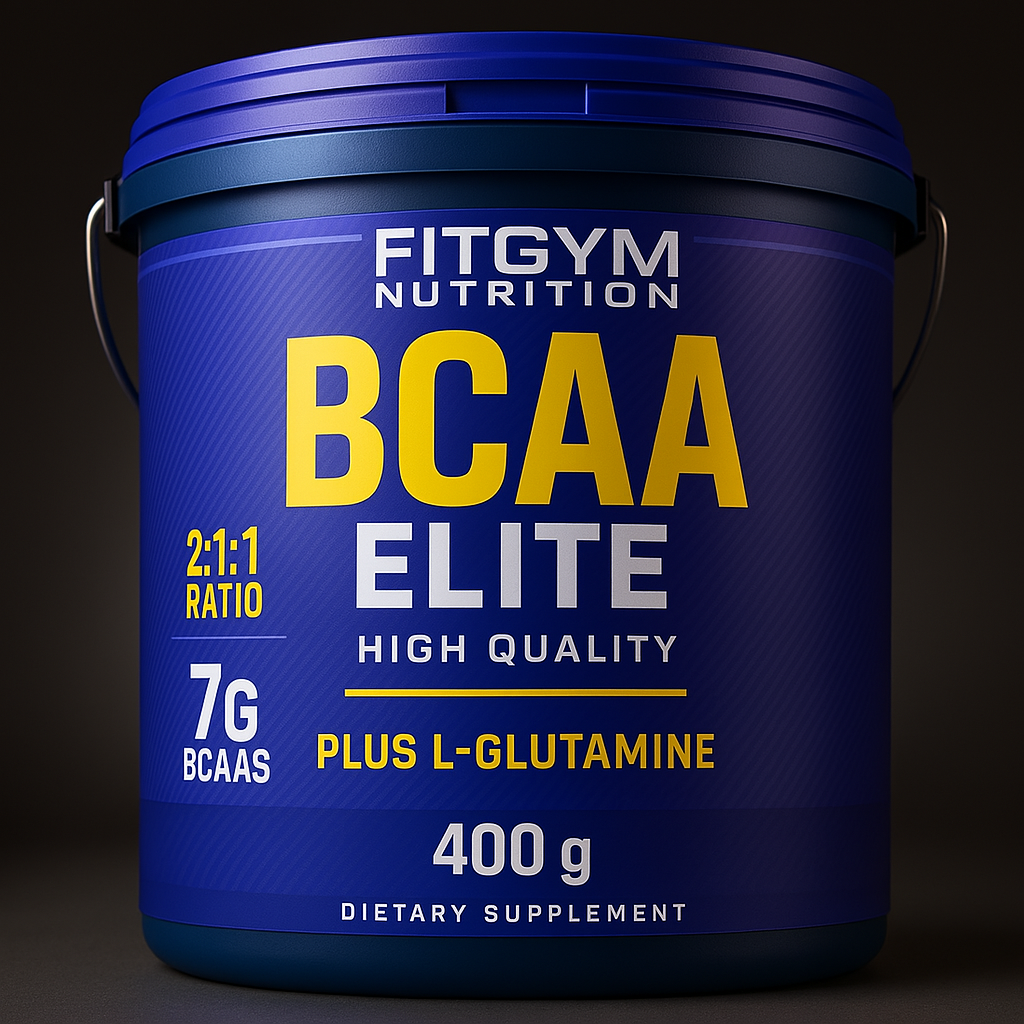 FITGYM
NUTRITION
BCAA
ELITE
HIGH QUALITY
2:1:1
RATIO
7G
BCAAS
PLUS L-GLUTAMINE
400 g
DIETARY SUPPLEMENT